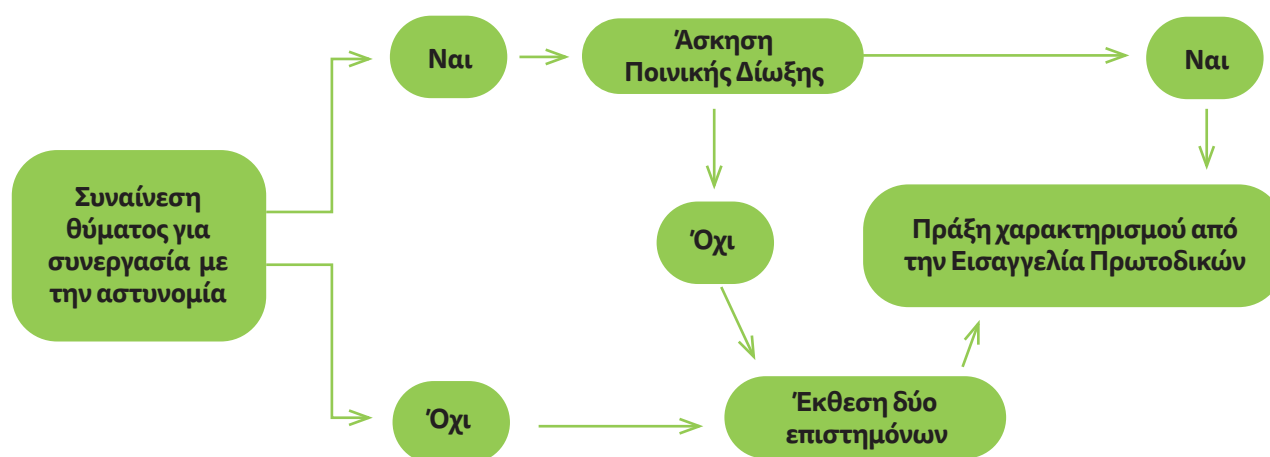 Ναι
Άσκηση
Ποινικής Δίωξης
Ναι
Συναίνεση
θύματος για
συνεργασία με
την αστυνομία
Όχι
Πράξη χαρακτηρισμού από
την Εισαγγελία Πρωτοδικών
Όχι
Έκθεση δύο
επιστημόνων